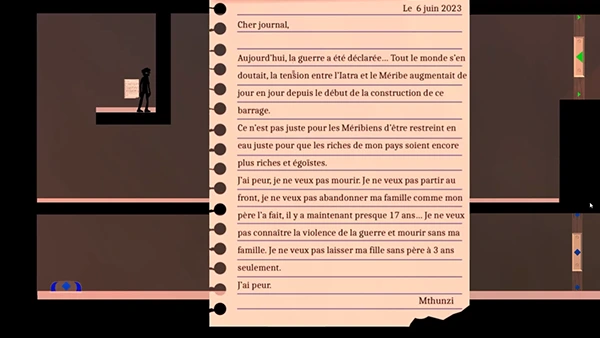 Le 6 juin 2023
Cher journal,
Aujourd'hui, la guerre a été déclarée... Tout le monde s'en
doutait, la tension entre l'Iatra et le Méribe augmentait de
jour en jour depuis le début de la construction de ce
barrage.
Ce n'est pas juste pour les Méribiens d'être restreint en
eau juste pour que les riches de mon pays soient encore
plus riches et égoïstes.
J'ai peur, je ne veux pas mourir. Je ne veux pas partir au
front, je ne veux pas abandonner ma famille comme mon
père l'a fait, il y a maintenant presque 17 ans... Je ne veux
pas connaître la violence de la guerre et mourir sans ma
famille. Je ne veux pas laisser ma fille sans père à 3 ans
seulement.
J'ai peur.
Mthunzi